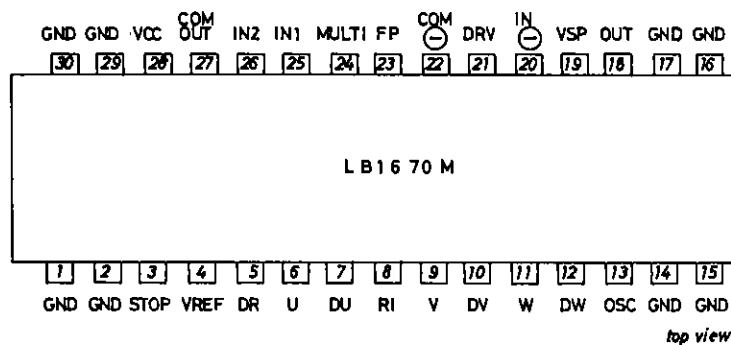 GND GND VCC COM OUT IN2 IN1 MULTI FP COM ⊖ DRV IN ⊖ VSP OUT GND GND
30 29 28 27 26 25 24 23 22 21 20 19 18 17 16
LB1670M
1 2 3 4 5 6 7 8 9 10 11 12 13 14 15
GND GND STOP VREF DR U DU RI V DV W DW OSC GND GND
top view